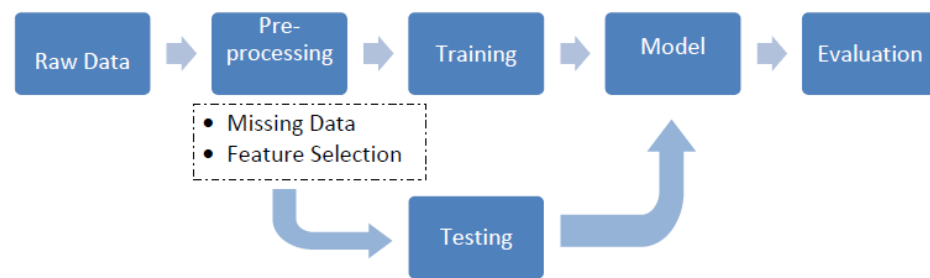 Raw Data
Pre-
processing
Training
Model
Evaluation
• Missing Data
• Feature Selection
Testing